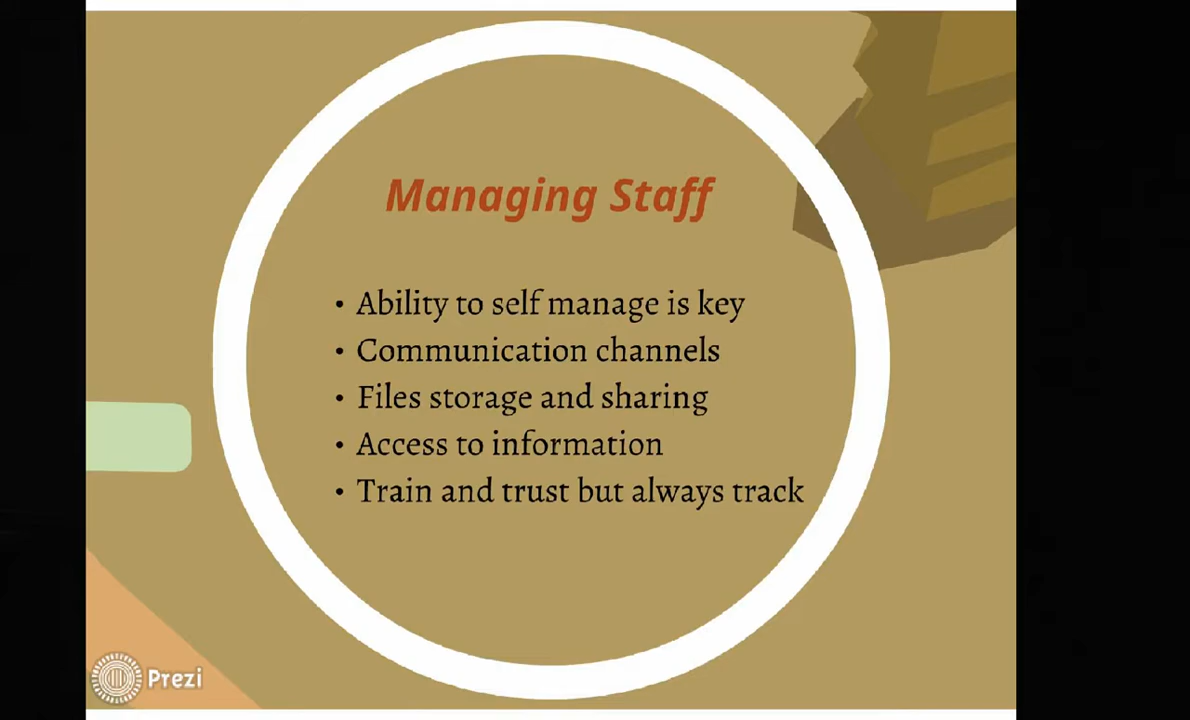 Managing Staff
• Ability to self manage is key
• Communication channels
• Files storage and sharing
• Access to information
• Train and trust but always track
Prezi